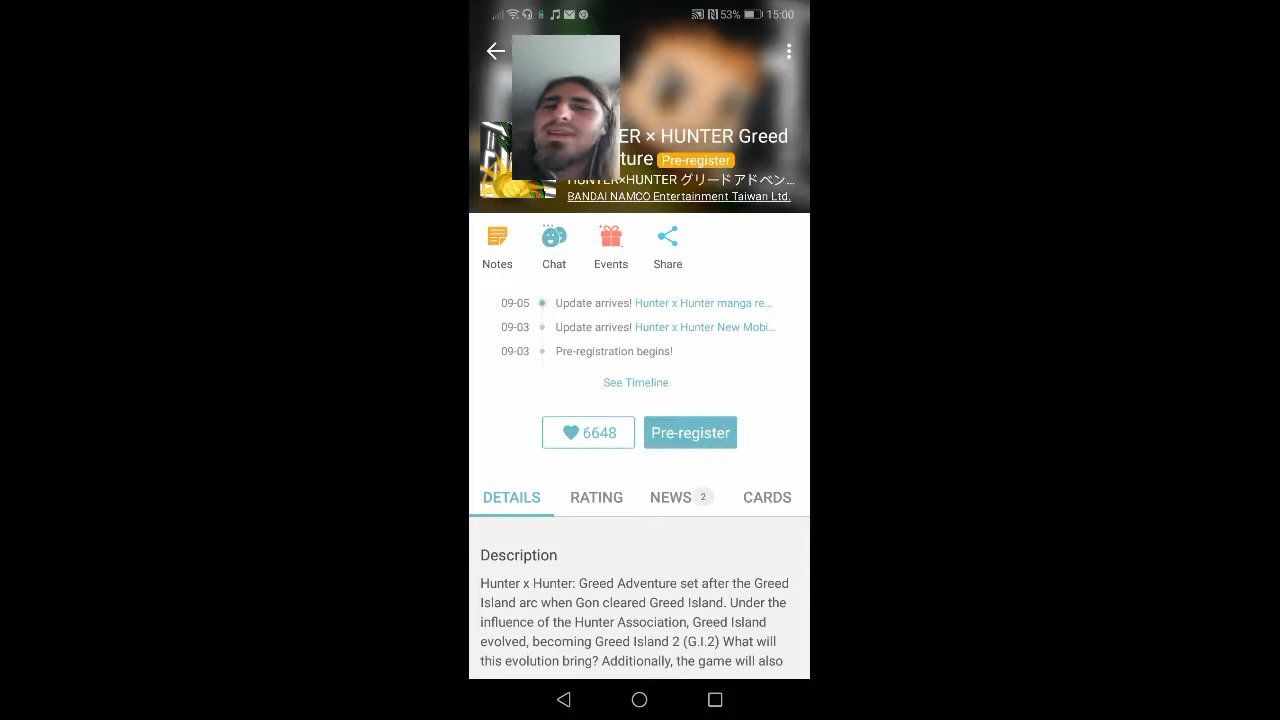 53% 15:00
ER × HUNTER Greed
ture Pre-register
HUNTER×HUNTER グリードアドベン...
BANDAI NAMCO Entertainment Taiwan Ltd.
Notes Chat Events Share
09-05 Update arrives! Hunter x Hunter manga re...
09-03 Update arrives! Hunter x Hunter New Mobi...
09-03 Pre-registration begins!
See Timeline
6648 Pre-register
DETAILS RATING NEWS 2 CARDS
Description
Hunter x Hunter: Greed Adventure set after the Greed
Island arc when Gon cleared Greed Island. Under the
influence of the Hunter Association, Greed Island
evolved, becoming Greed Island 2 (G.I.2) What will
this evolution bring? Additionally, the game will also